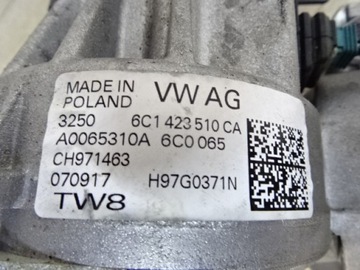 MADE IN POLAND VW AG
3250 6C1 423 510 CA
A0065310A 6C0 065
CH971463
070917 H97G0371N
TW8